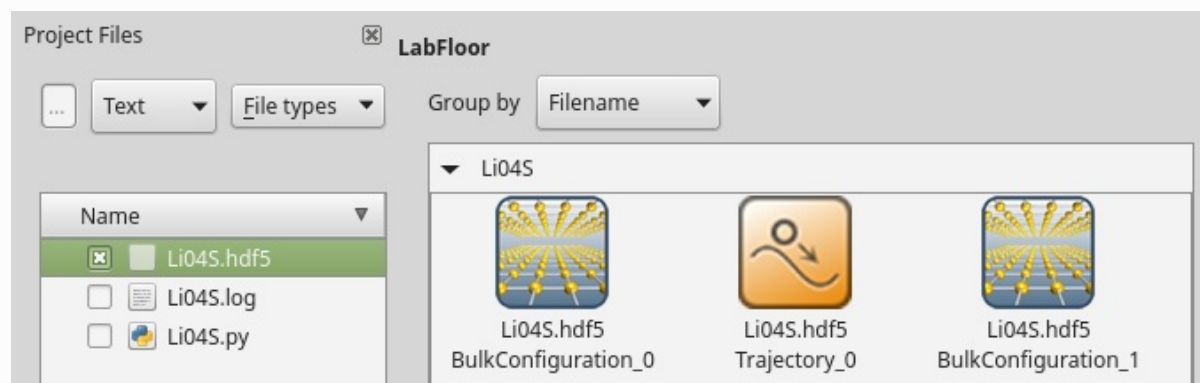 Project Files
LabFloor
...
Text
File types
Group by
Filename
Li04S
Name
Li04S.hdf5
Li04S.log
Li04S.py
Li04S.hdf5
BulkConfiguration_0
Li04S.hdf5
Trajectory_0
Li04S.hdf5
BulkConfiguration_1